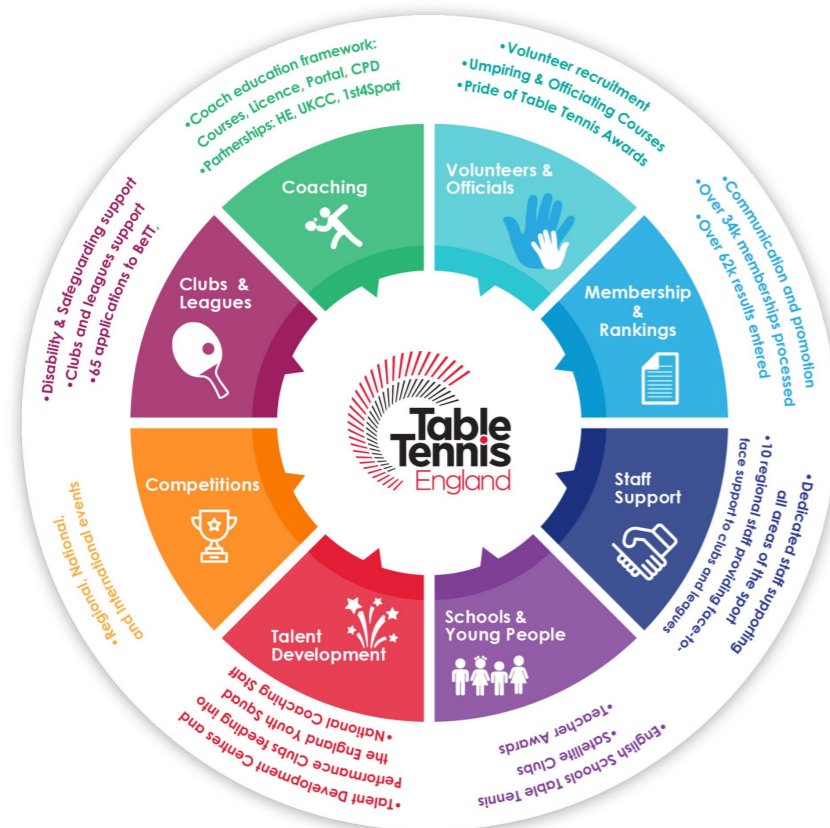 •Coach education framework:
Courses, Licence, Portal, CPD
•Partnerships: HE, UKCC, 1st4Sport
Coaching
•Volunteer recruitment
•Umpiring & Officiating Courses
•Pride of Table Tennis Awards
Volunteers &
Officials
•Communication and promotion
•Over 34k memberships processed
•Over 62k results entered
Membership
&
Rankings
•Dedicated staff supporting
all areas of the sport
•10 regional staff providing face-to-
face support to clubs and leagues
Staff
Support
Schools &
Young People
•English Schools Table Tennis
•Satellite Clubs
•Teacher Awards
Talent
Development
•Talent Development Centres and
Performance Clubs feeding into
the England Youth Squad
•National Coaching Staff
Competitions
•Regional, National,
and International events
•Disability & Safeguarding support
•Clubs and leagues support
•65 applications to BeTT,
Clubs &
Leagues
Table
Tennis
England